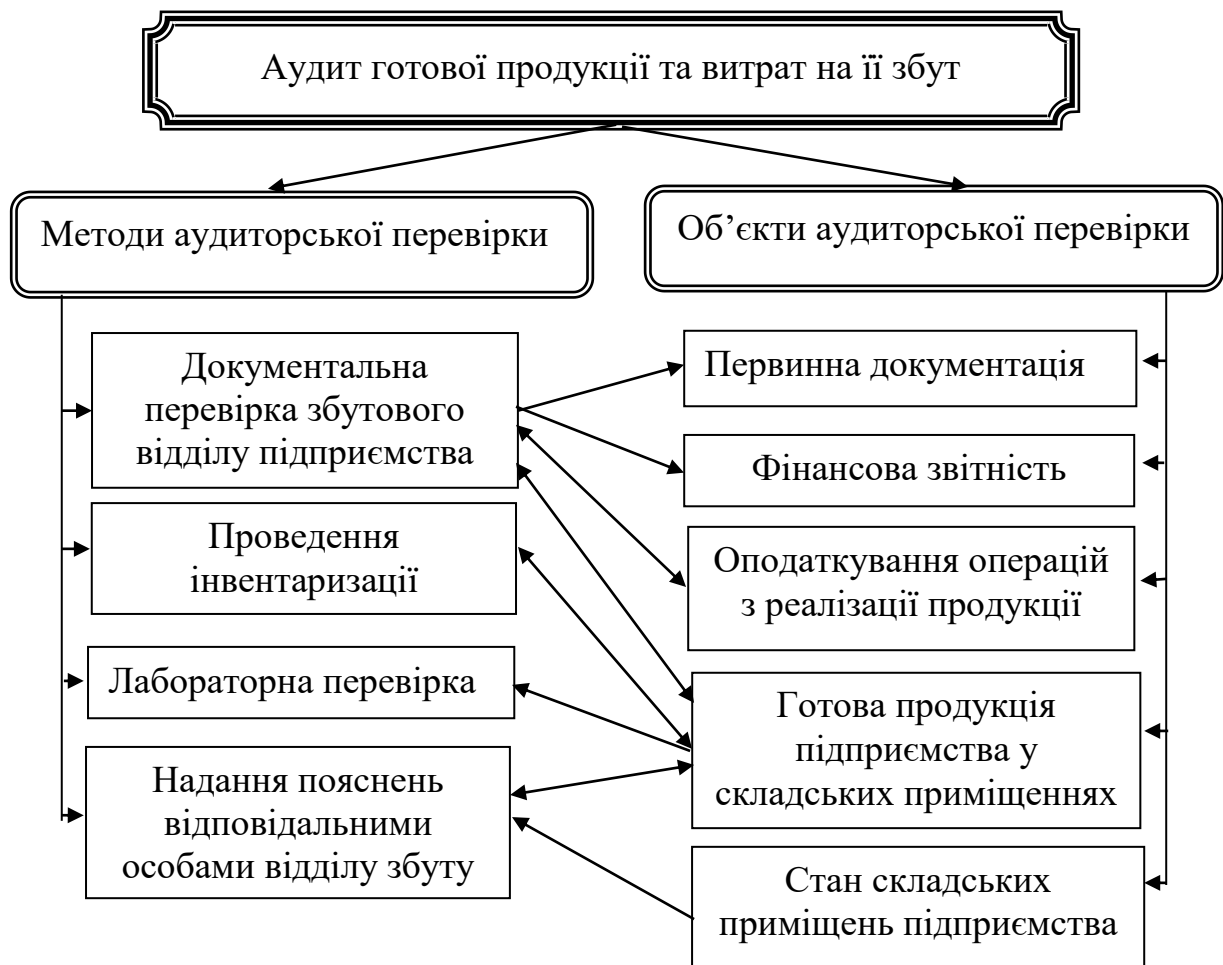 Аудит готової продукції та витрат на її збут
Методи аудиторської перевірки
Об’єкти аудиторської перевірки
Документальна
перевірка збутового
відділу підприємства
Проведення
інвентаризації
Лабораторна перевірка
Надання пояснень
відповідальними
особами відділу збуту
Первинна документація
Фінансова звітність
Оподаткування операцій
з реалізації продукції
Готова продукція
підприємства у
складських приміщеннях
Стан складських
приміщень підприємства